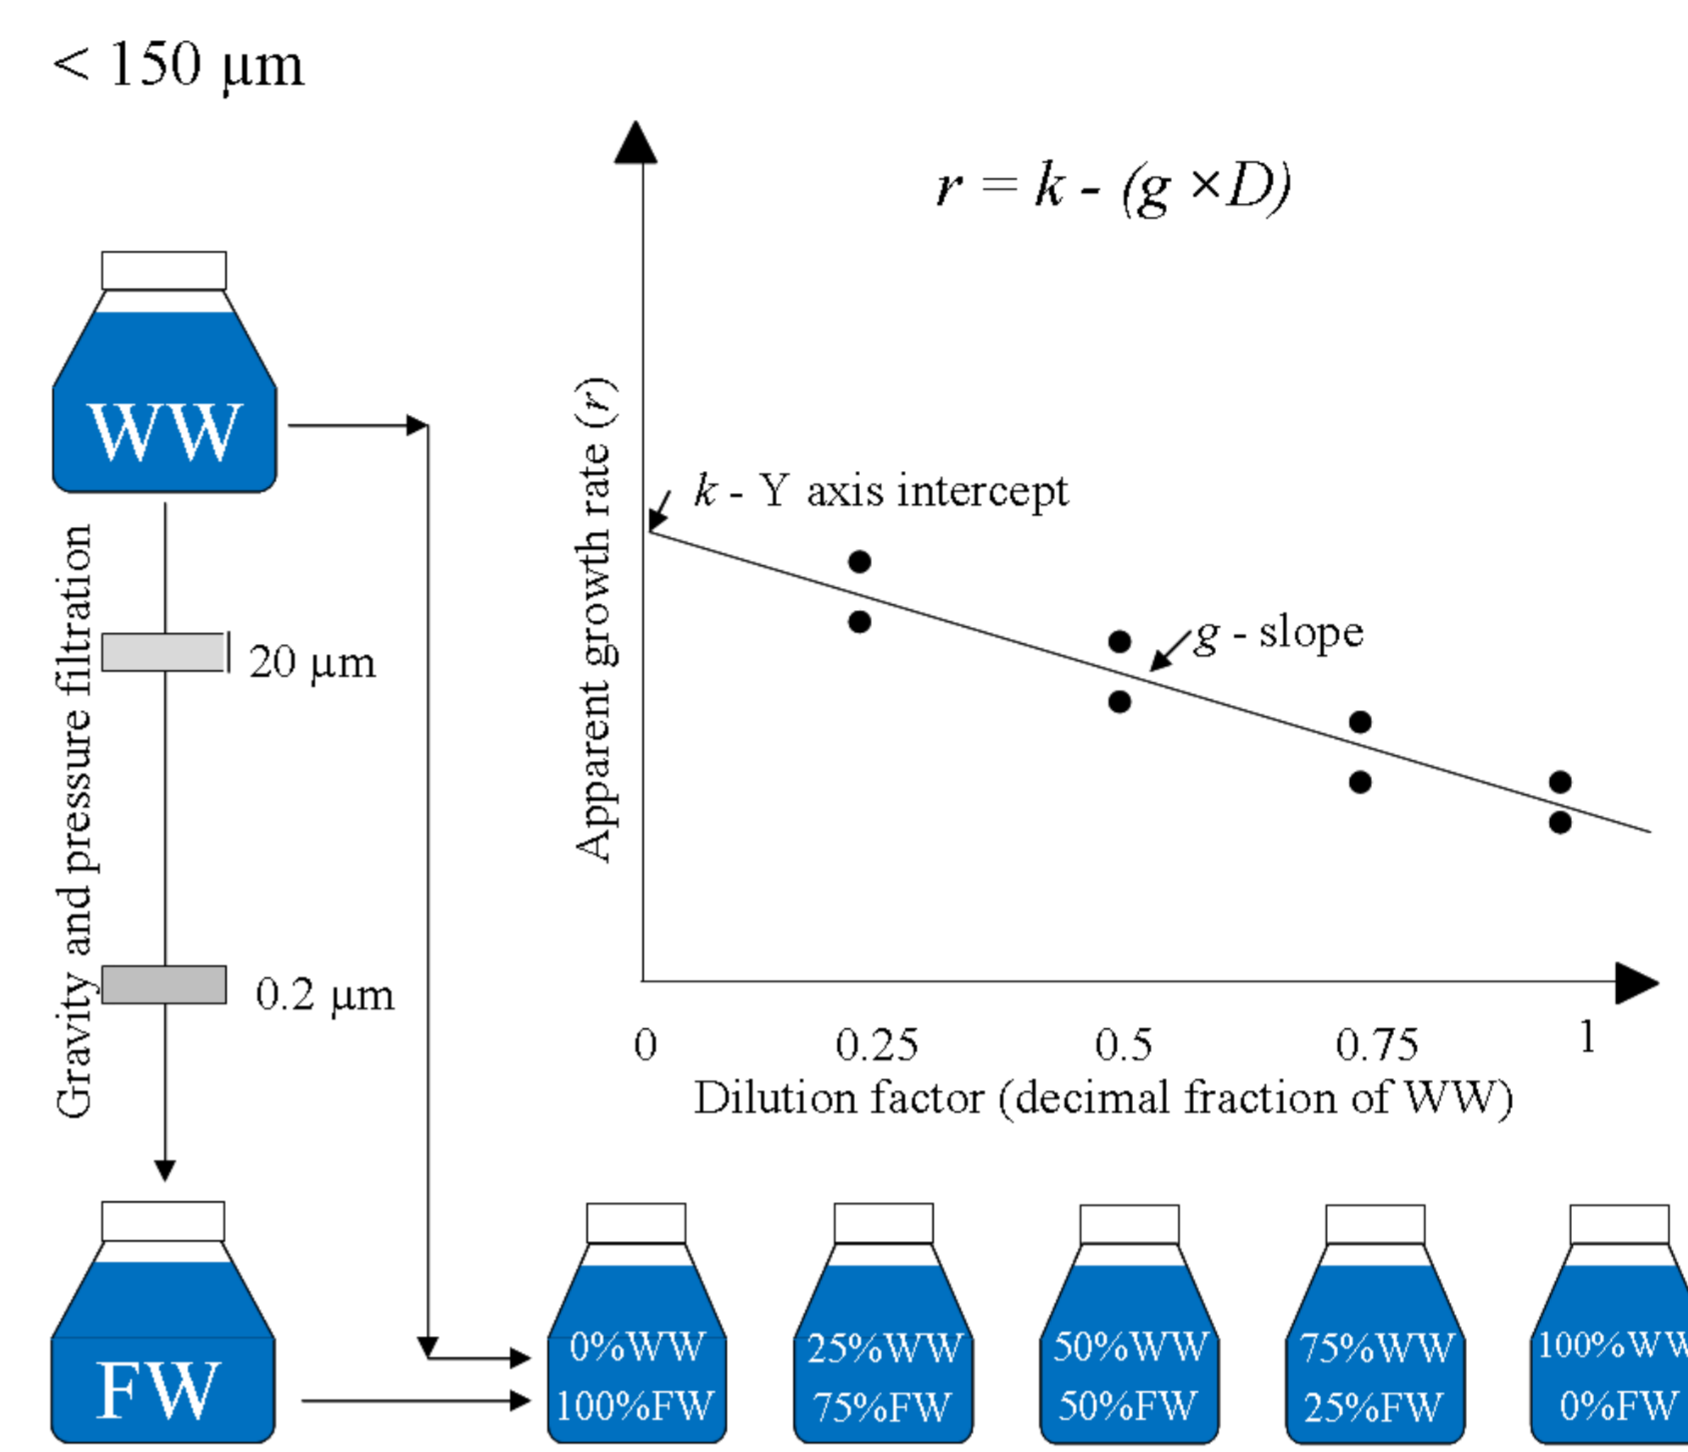 < 150 μm
r = k - (g ×D)
WW
Gravity and pressure filtration
20 μm
0.2 μm
FW
Apparent growth rate (r)
k - Y axis intercept
g - slope
0 0.25 0.5 0.75 1
Dilution factor (decimal fraction of WW)
0%WW
100%FW
25%WW
75%FW
50%WW
50%FW
75%WW
25%FW
100%WW
0%FW